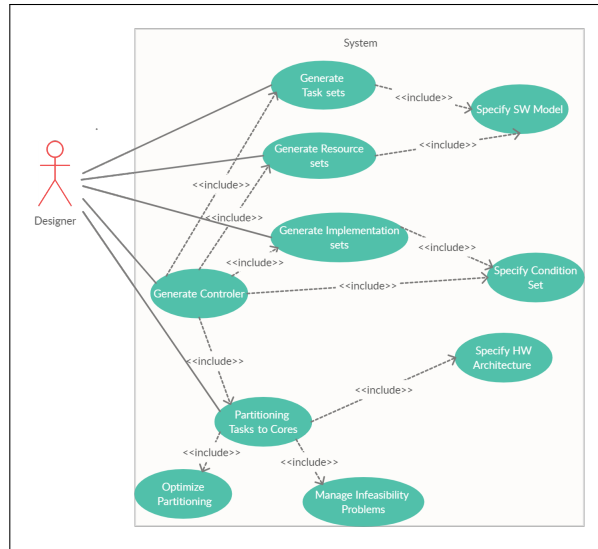 System
Generate
Task sets
<<include>>
Specify SW Model
Generate Resource
sets
<<include>>
<<include>>
Designer
<<include>>
Generate Implementation
sets
<<include>>
<<include>>
Specify Condition
Set
Generate Controler
<<include>>
<<include>>
Specify HW
Architecture
<<include>>
Partitioning
Tasks to Cores
<<include>>
<<include>>
Optimize
Partitioning
Manage Infeasibility
Problems